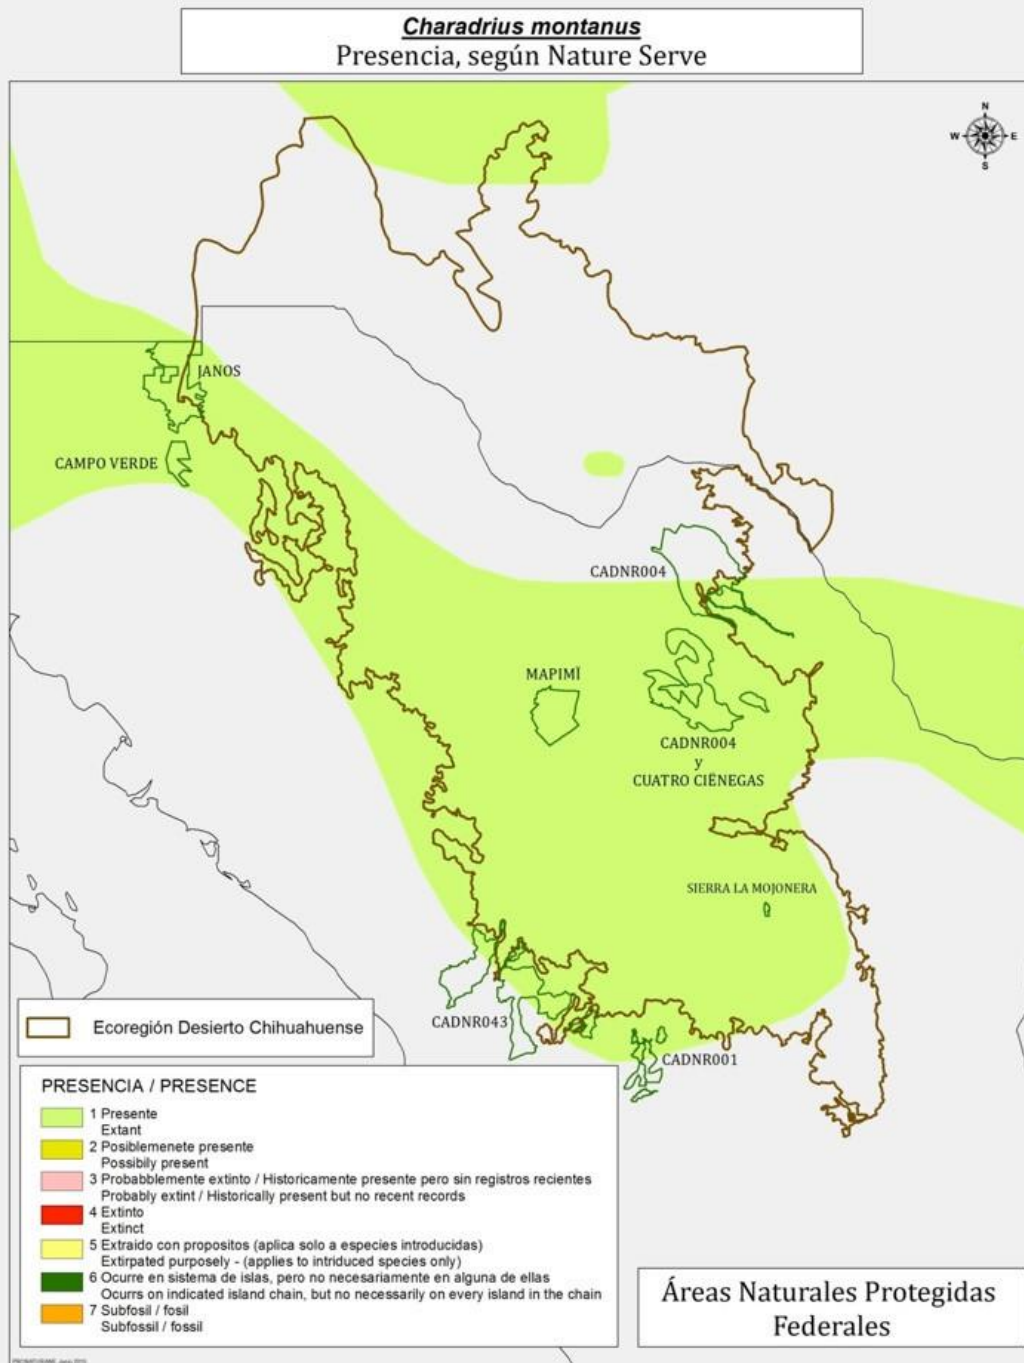 Charadrius montanus
Presencia, según Nature Serve
N
W E
S
JANOS
CAMPO VERDE
CADNR004
MAPIMÏ
CADNR004
y
CUATRO CIËNEGAS
SIERRA LA MOJONERA
CADNR043
CADNR001
Ecoregión Desierto Chihuahuense
PRESENCIA / PRESENCE
1 Presente
Extant
2 Posiblemenete presente
Possibily present
3 Probabblemente extinto / Historicamente presente pero sin registros recientes
Probably extint / Historically present but no recent records
4 Extinto
Extinct
5 Extraido con propositos (aplica solo a especies introducidas)
Extirpated purposely - (applies to intriduced species only)
6 Ocurre en sistema de islas, pero no necesariamente en alguna de ellas
Ocurrs on indicated island chain, but no necessarily on every island in the chain
7 Subfosil / fosil
Subfossil / fossil
Áreas Naturales Protegidas
Federales